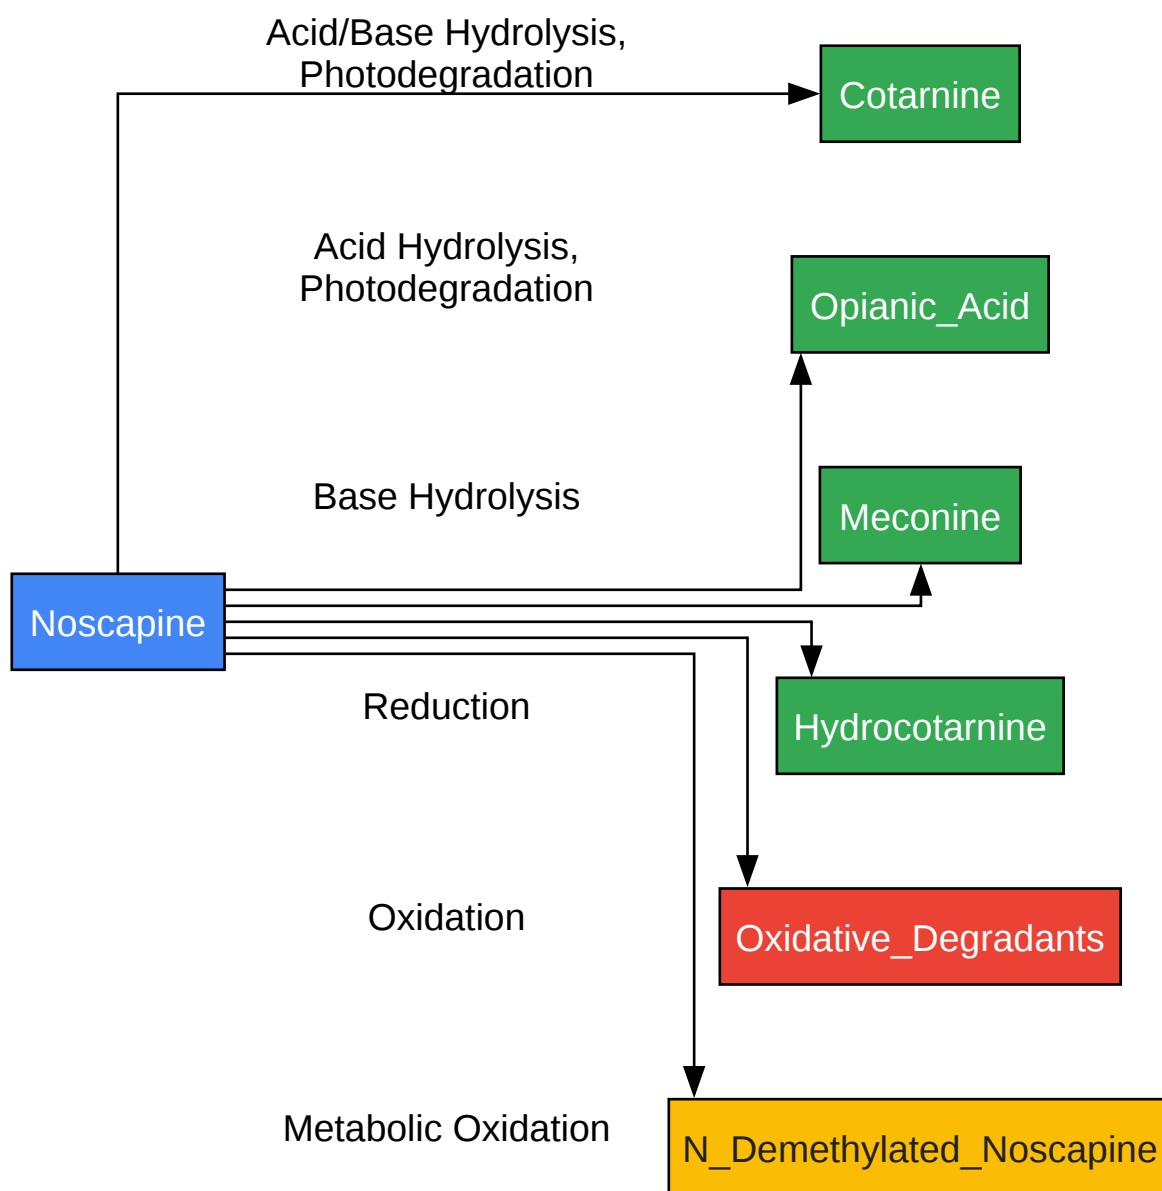 Acid/Base Hydrolysis,
Photodegradation
Cotarnine
Acid Hydrolysis,
Photodegradation
Opianic_Acid
Base Hydrolysis
Meconine
Noscapine
Reduction
Hydrocotarnine
Oxidation
Oxidative_Degradants
Metabolic Oxidation
N_Demethylated_Noscapine